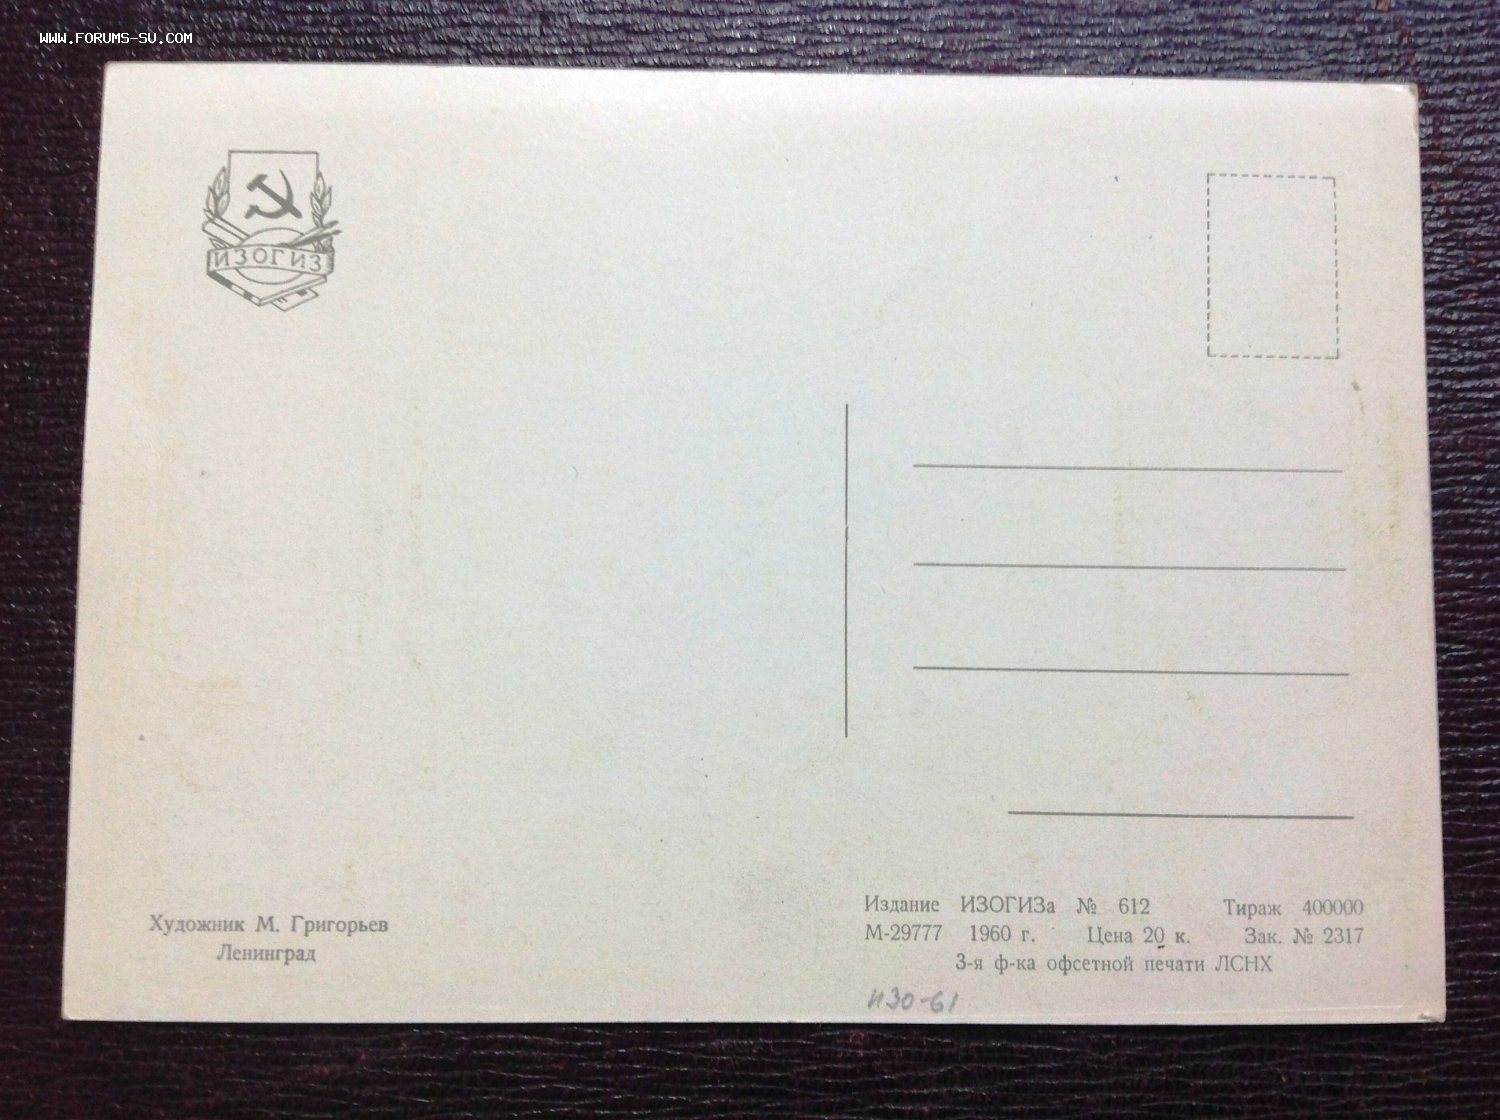 WWW.FORUMS-SU.COM
ИЗОГИЗ
Художник М. Григорьев
Ленинград
Издание ИЗОГИЗа № 612 Тираж 400000
М-29777 1960 г. Цена 20 к. Зак. № 2317
3-я ф-ка офсетной печати ЛСНХ
ИЗО-61